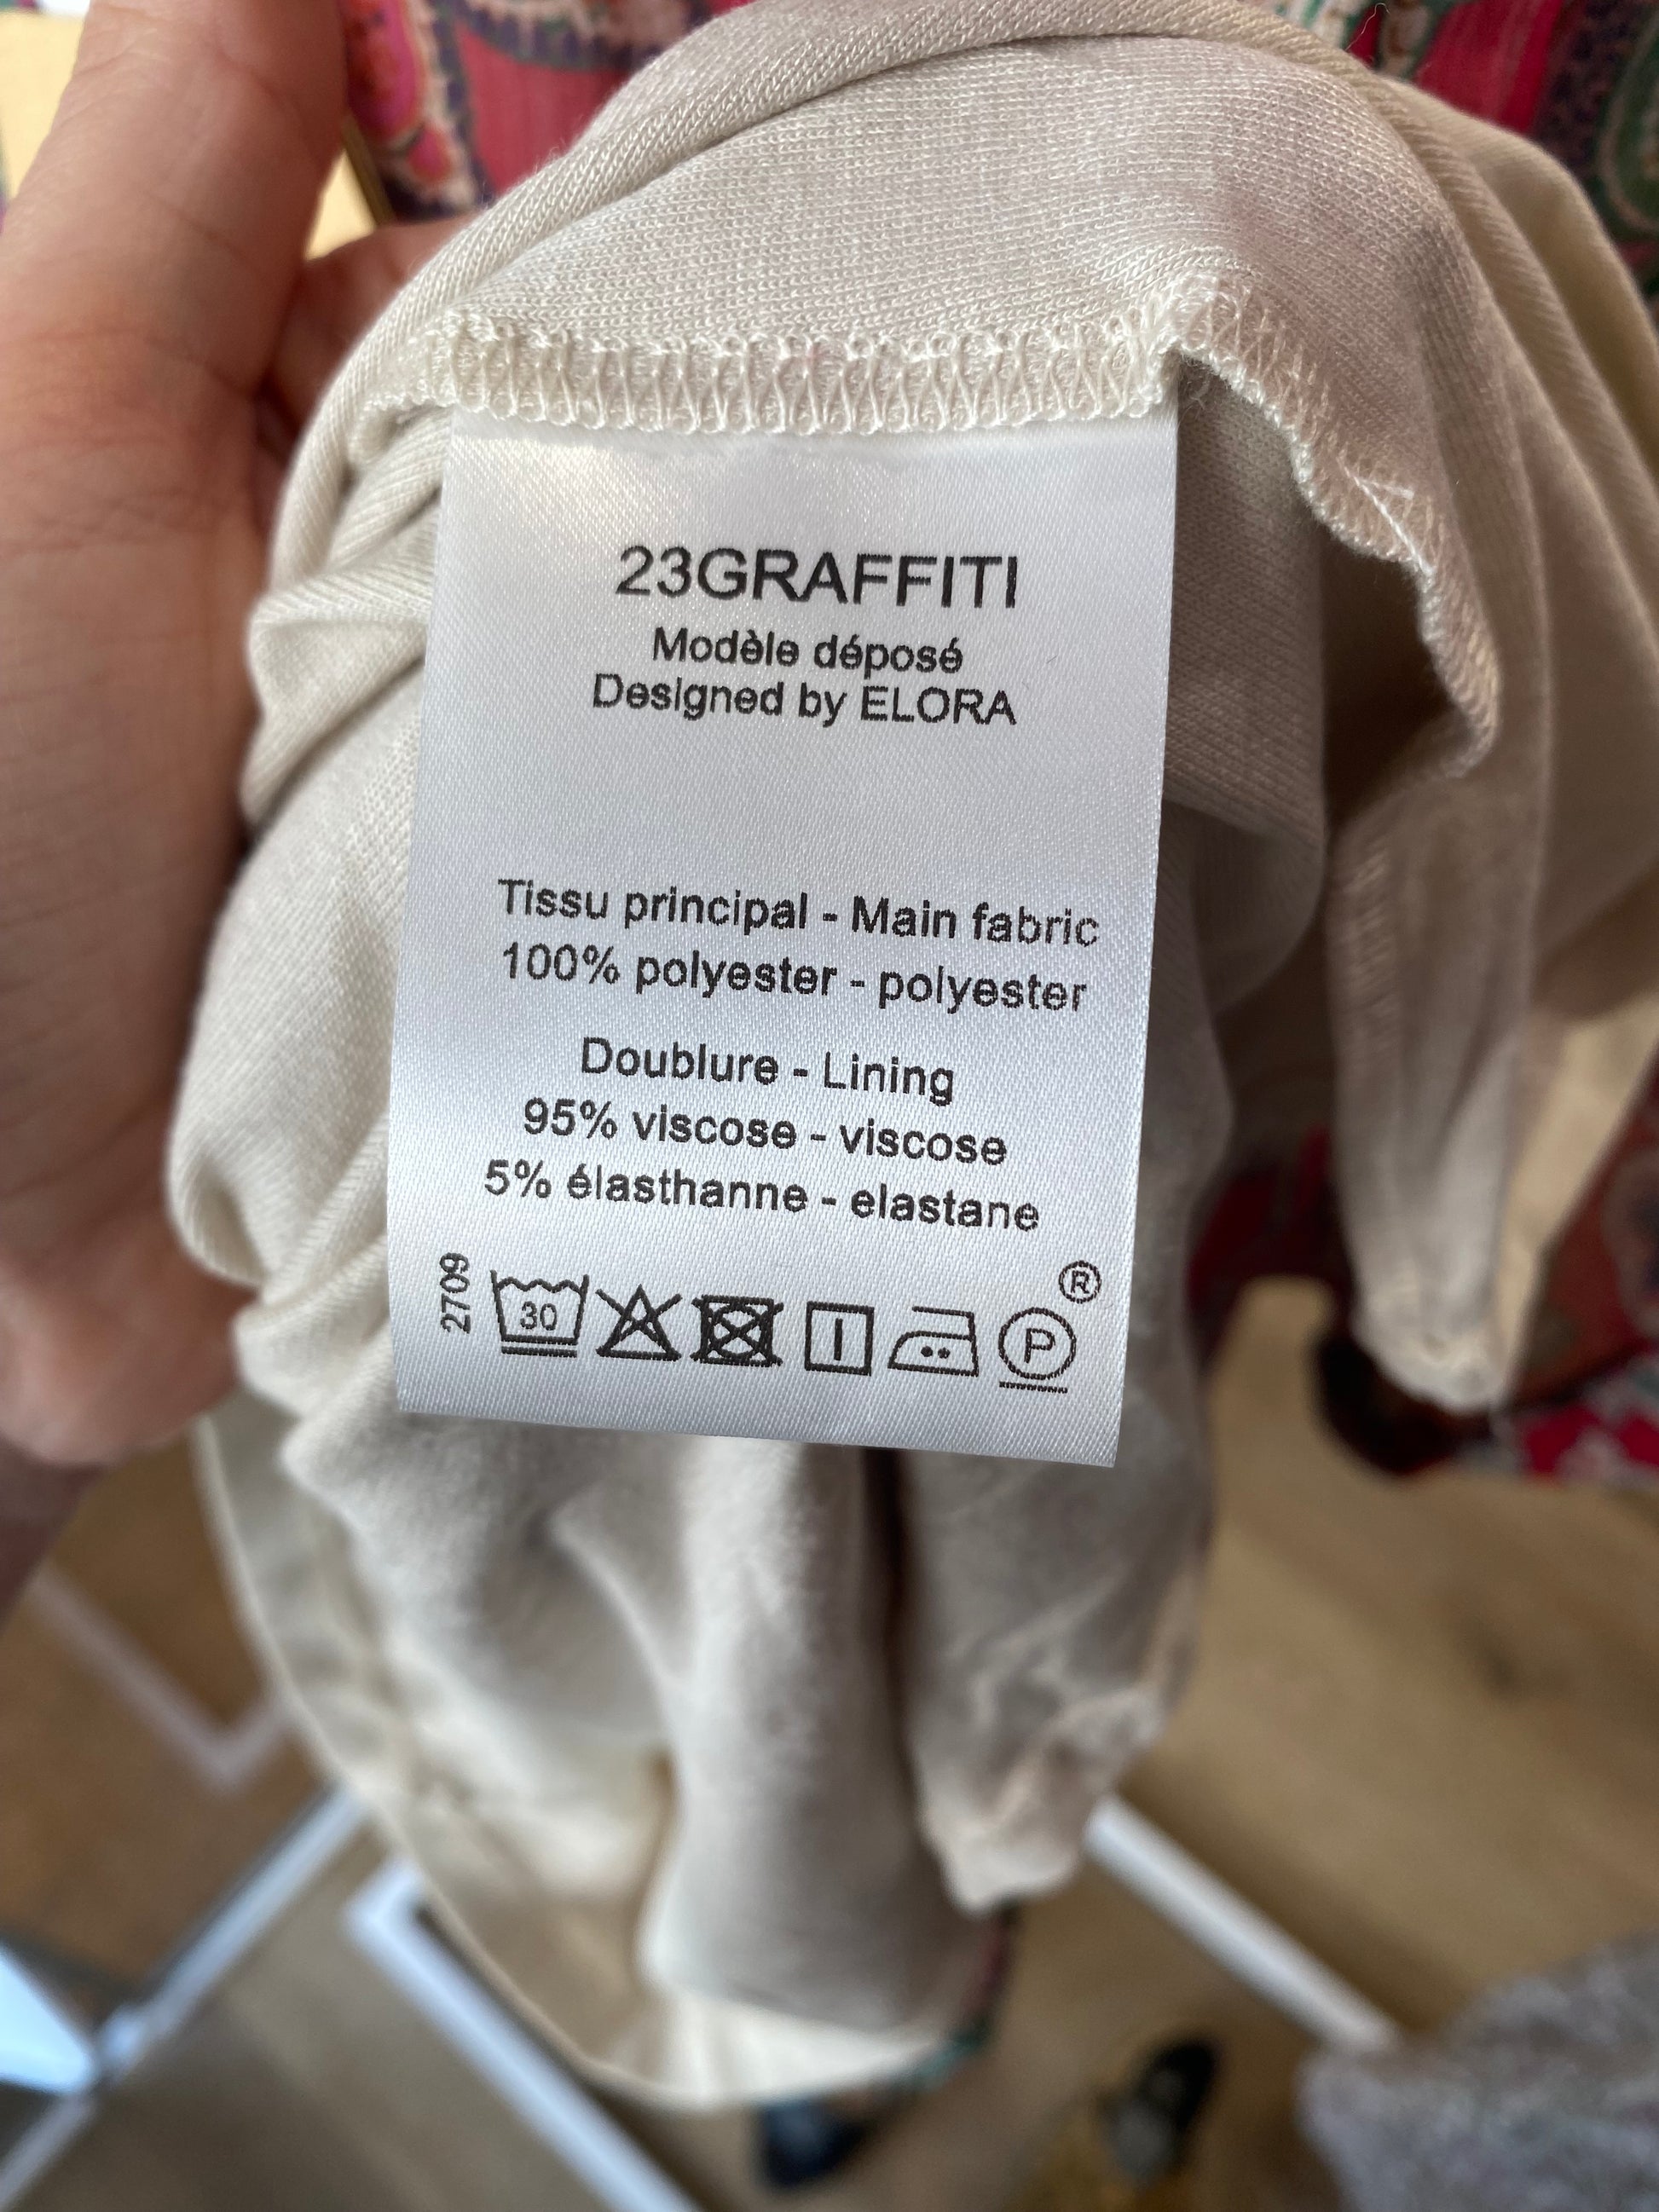 23GRAFFITI
Modèle déposé
Designed by ELORA
Tissu principal - Main fabric
100% polyester - polyester
Doublure - Lining
95% viscose - viscose
5% élasthanne - elastane
2709
30
P
®